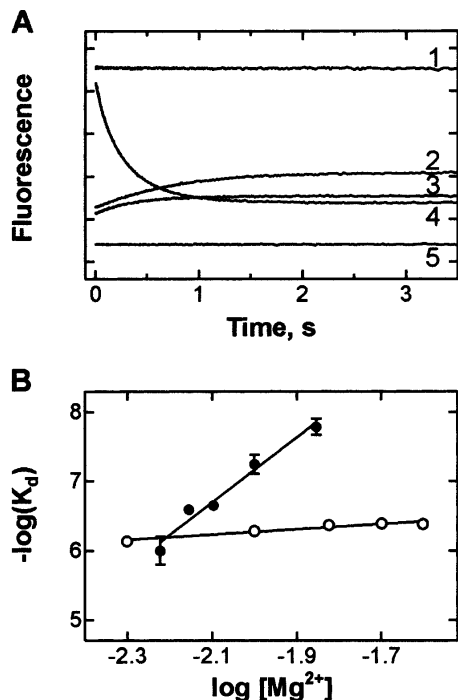 A
Fluorescence
1
2
3
4
5
0 1 2 3
Time, s
B
-log(Kd)
8
7
6
5
-2.3 -2.1 -1.9 -1.7
log [Mg2+]